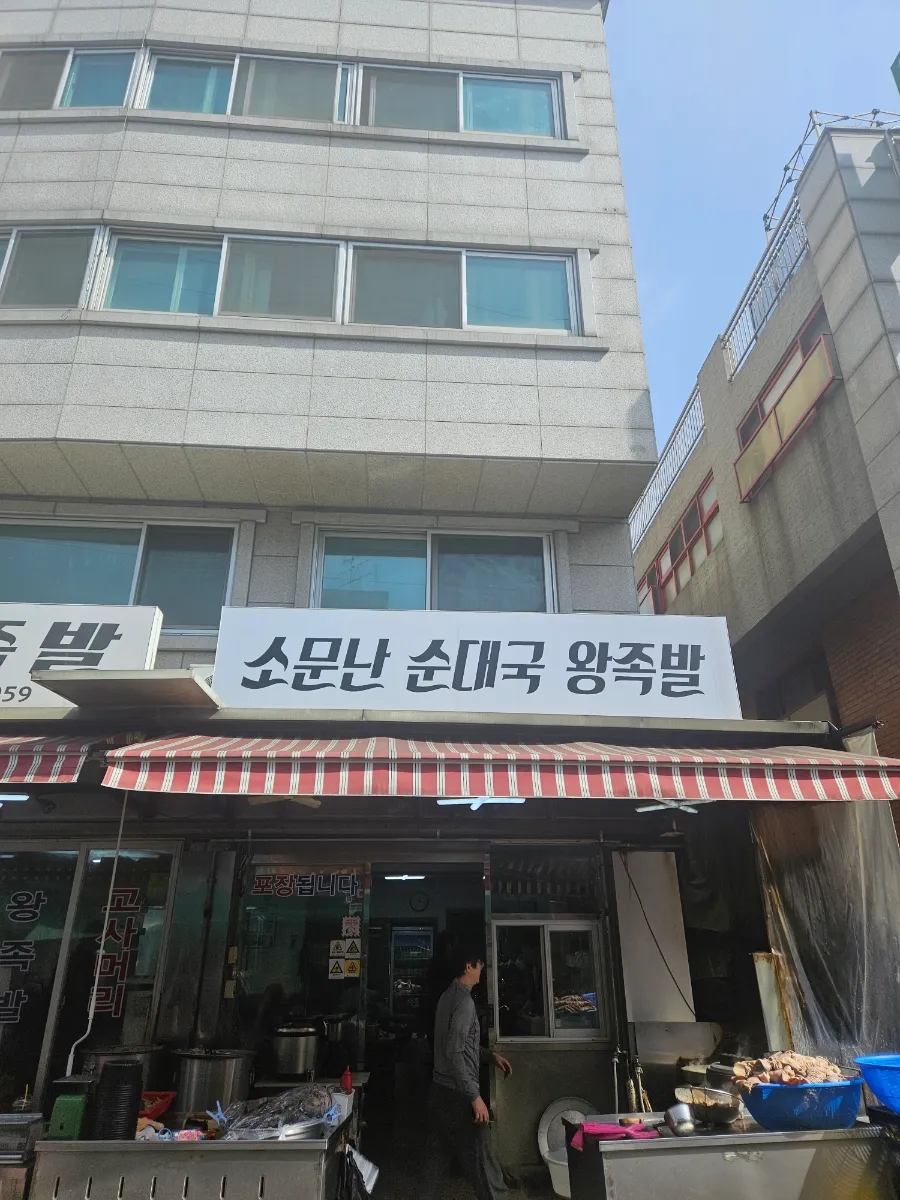 족발
소문난 순대국 왕족발
포장됩니다
왕족발
고사머리